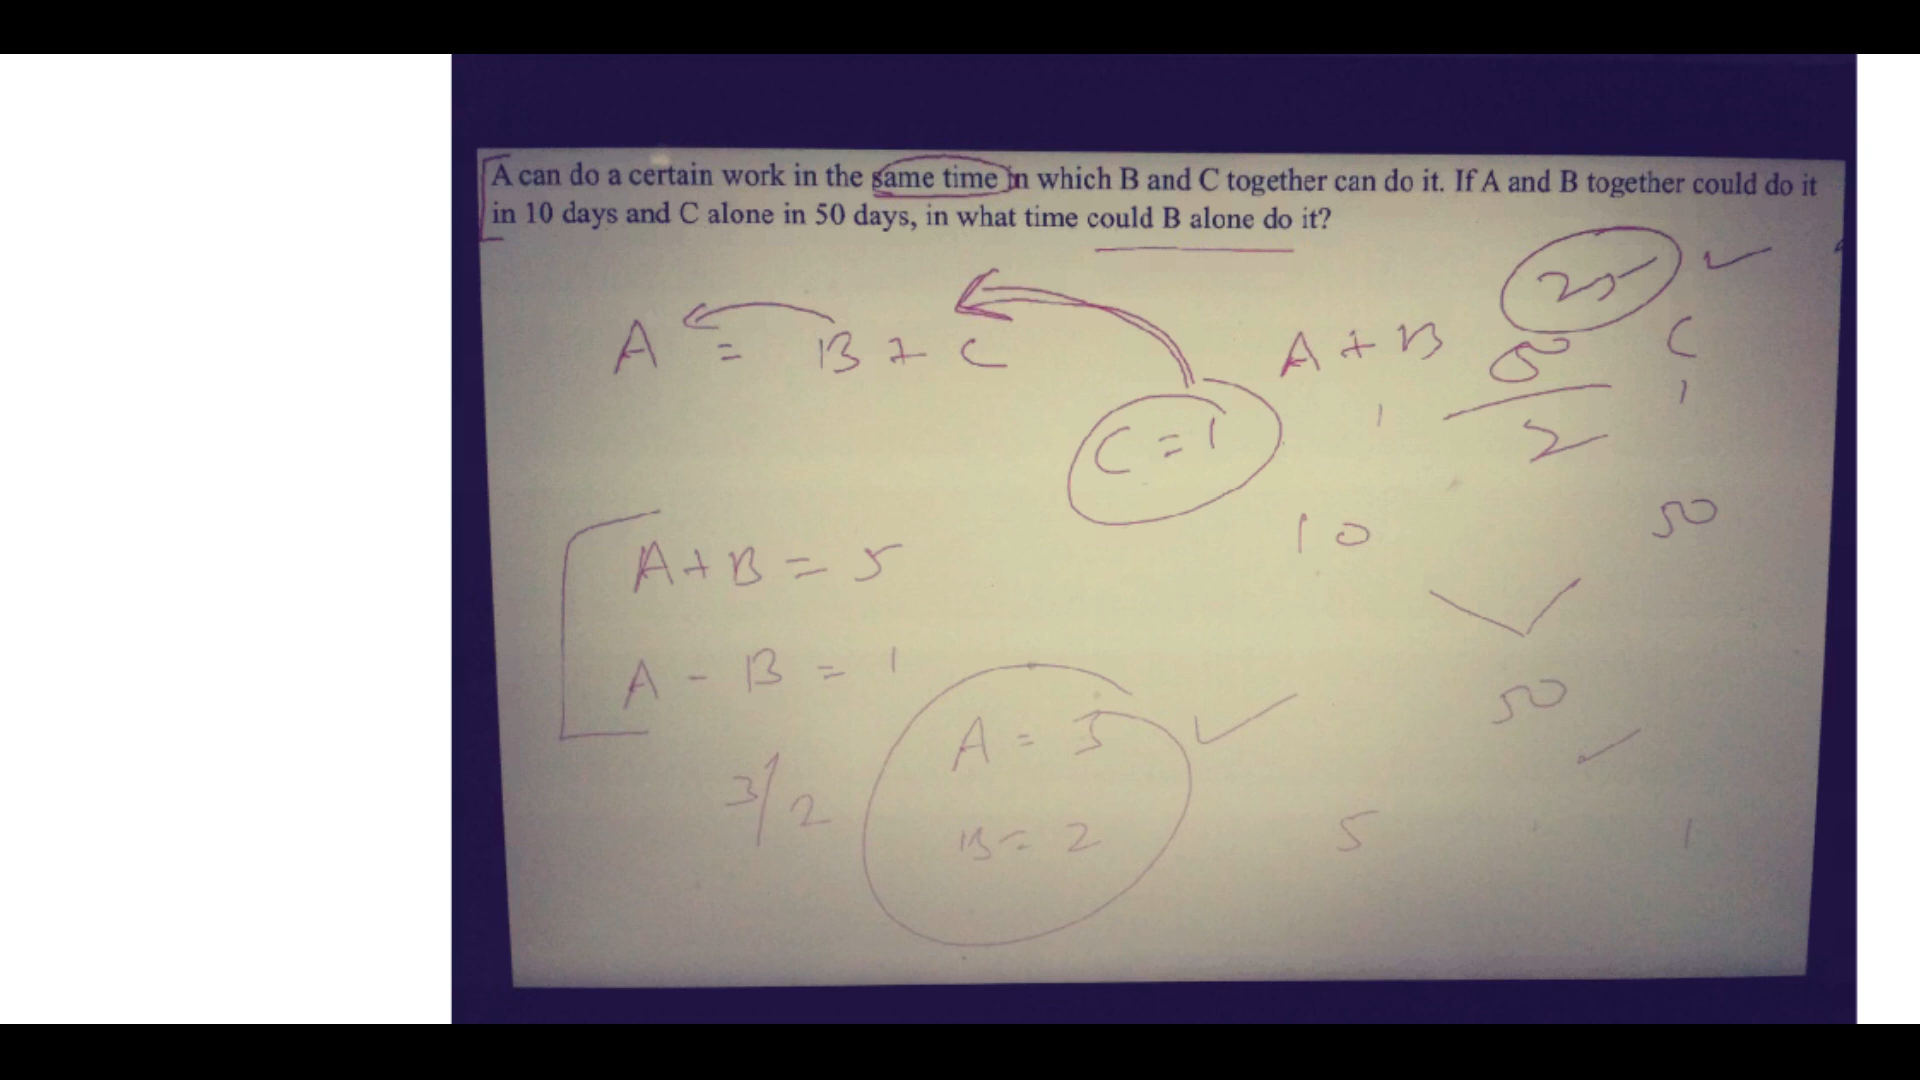 A can do a certain work in the same time in which B and C together can do it. If A and B together could do it
in 10 days and C alone in 50 days, in what time could B alone do it?
25
A = B + C
A + B
50
C
1
1
2
C = 1
10
50
A + B = 5
A - B = 1
50
A = 3
3/2
B = 2
5
1